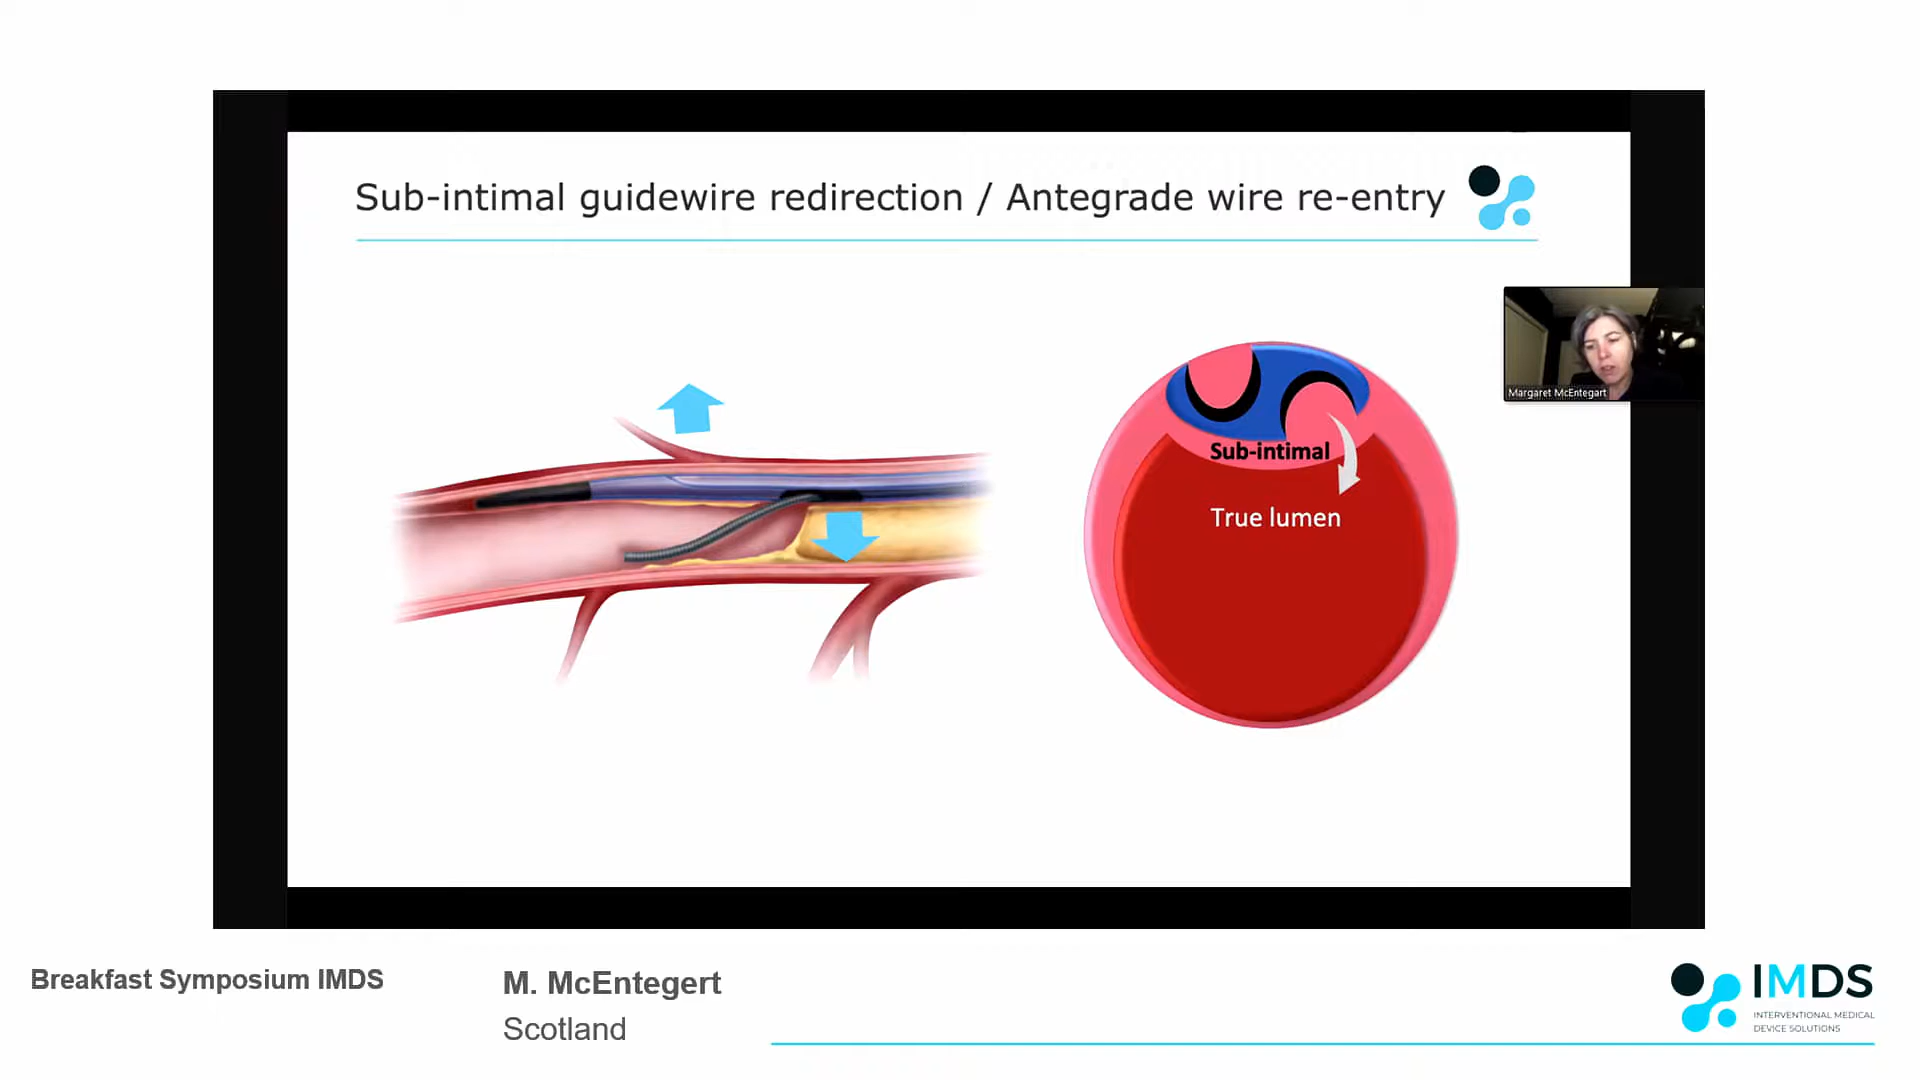 Sub-intimal guidewire redirection / Antegrade wire re-entry
Margaret McEntegart
Sub-intimal
True lumen
Breakfast Symposium IMDS
M. McEntegert
Scotland
IMDS
INTERVENTIONAL MEDICAL
DEVICE SOLUTIONS